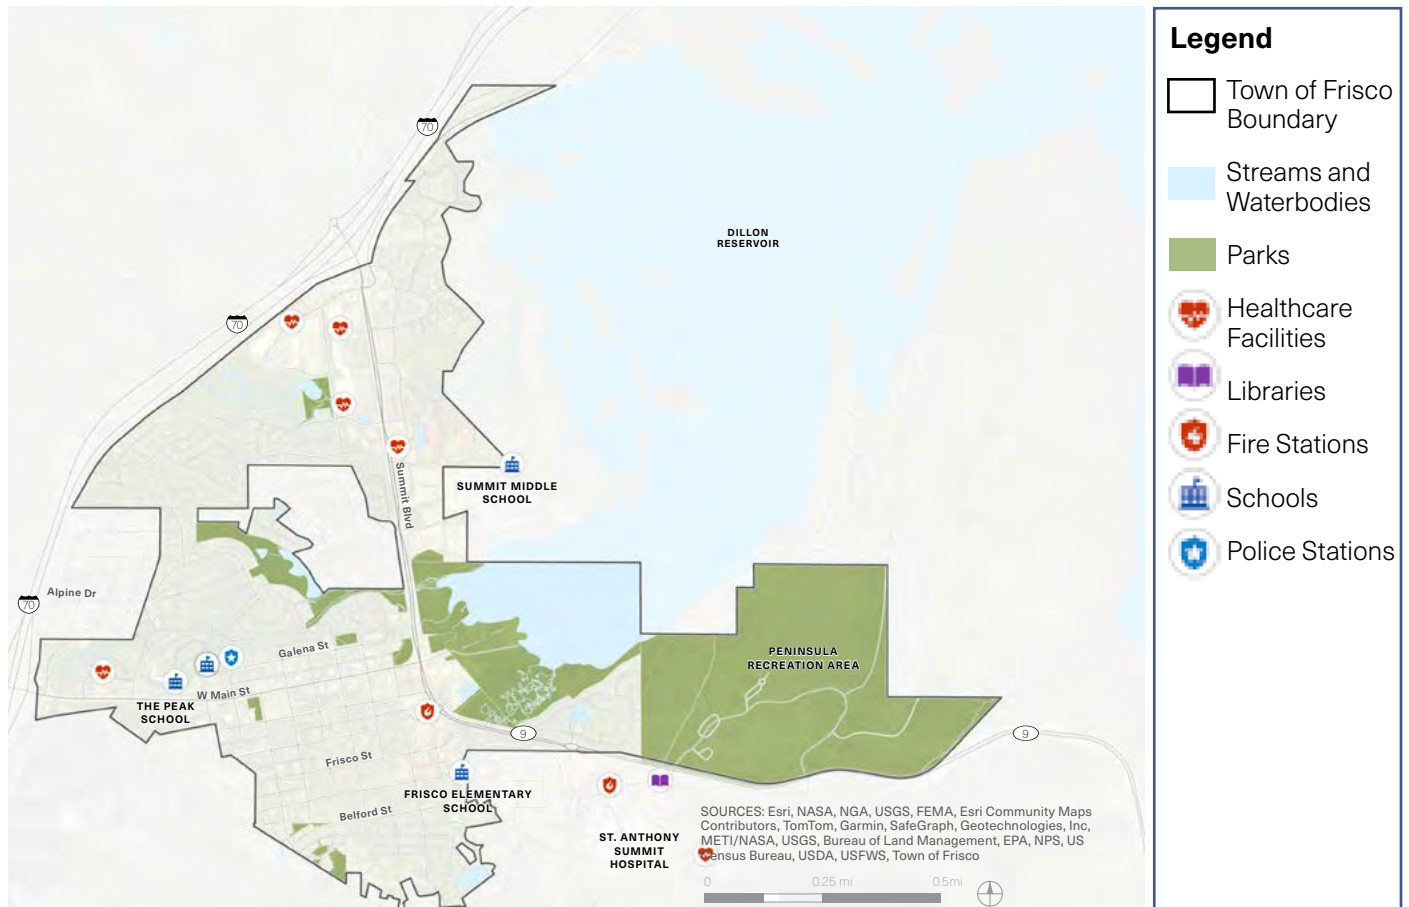 70
DILLON
RESERVOIR
70
Summit Blvd
SUMMIT MIDDLE
SCHOOL
Alpine Dr
70
Galena St
PENINSULA
RECREATION AREA
W Main St
THE PEAK
SCHOOL
9
9
Frisco St
FRISCO ELEMENTARY
SCHOOL
Belford St
ST. ANTHONY
SUMMIT
HOSPITAL
SOURCES: Esri, NASA, NGA, USGS, FEMA, Esri Community Maps
Contributors, TomTom, Garmin, SafeGraph, Geotechnologies, Inc,
METI/NASA, USGS, Bureau of Land Management, EPA, NPS, US
Census Bureau, USDA, USFWS, Town of Frisco
0 0.25 mi 0.5mi
Legend
Town of Frisco
Boundary
Streams and
Waterbodies
Parks
Healthcare
Facilities
Libraries
Fire Stations
Schools
Police Stations